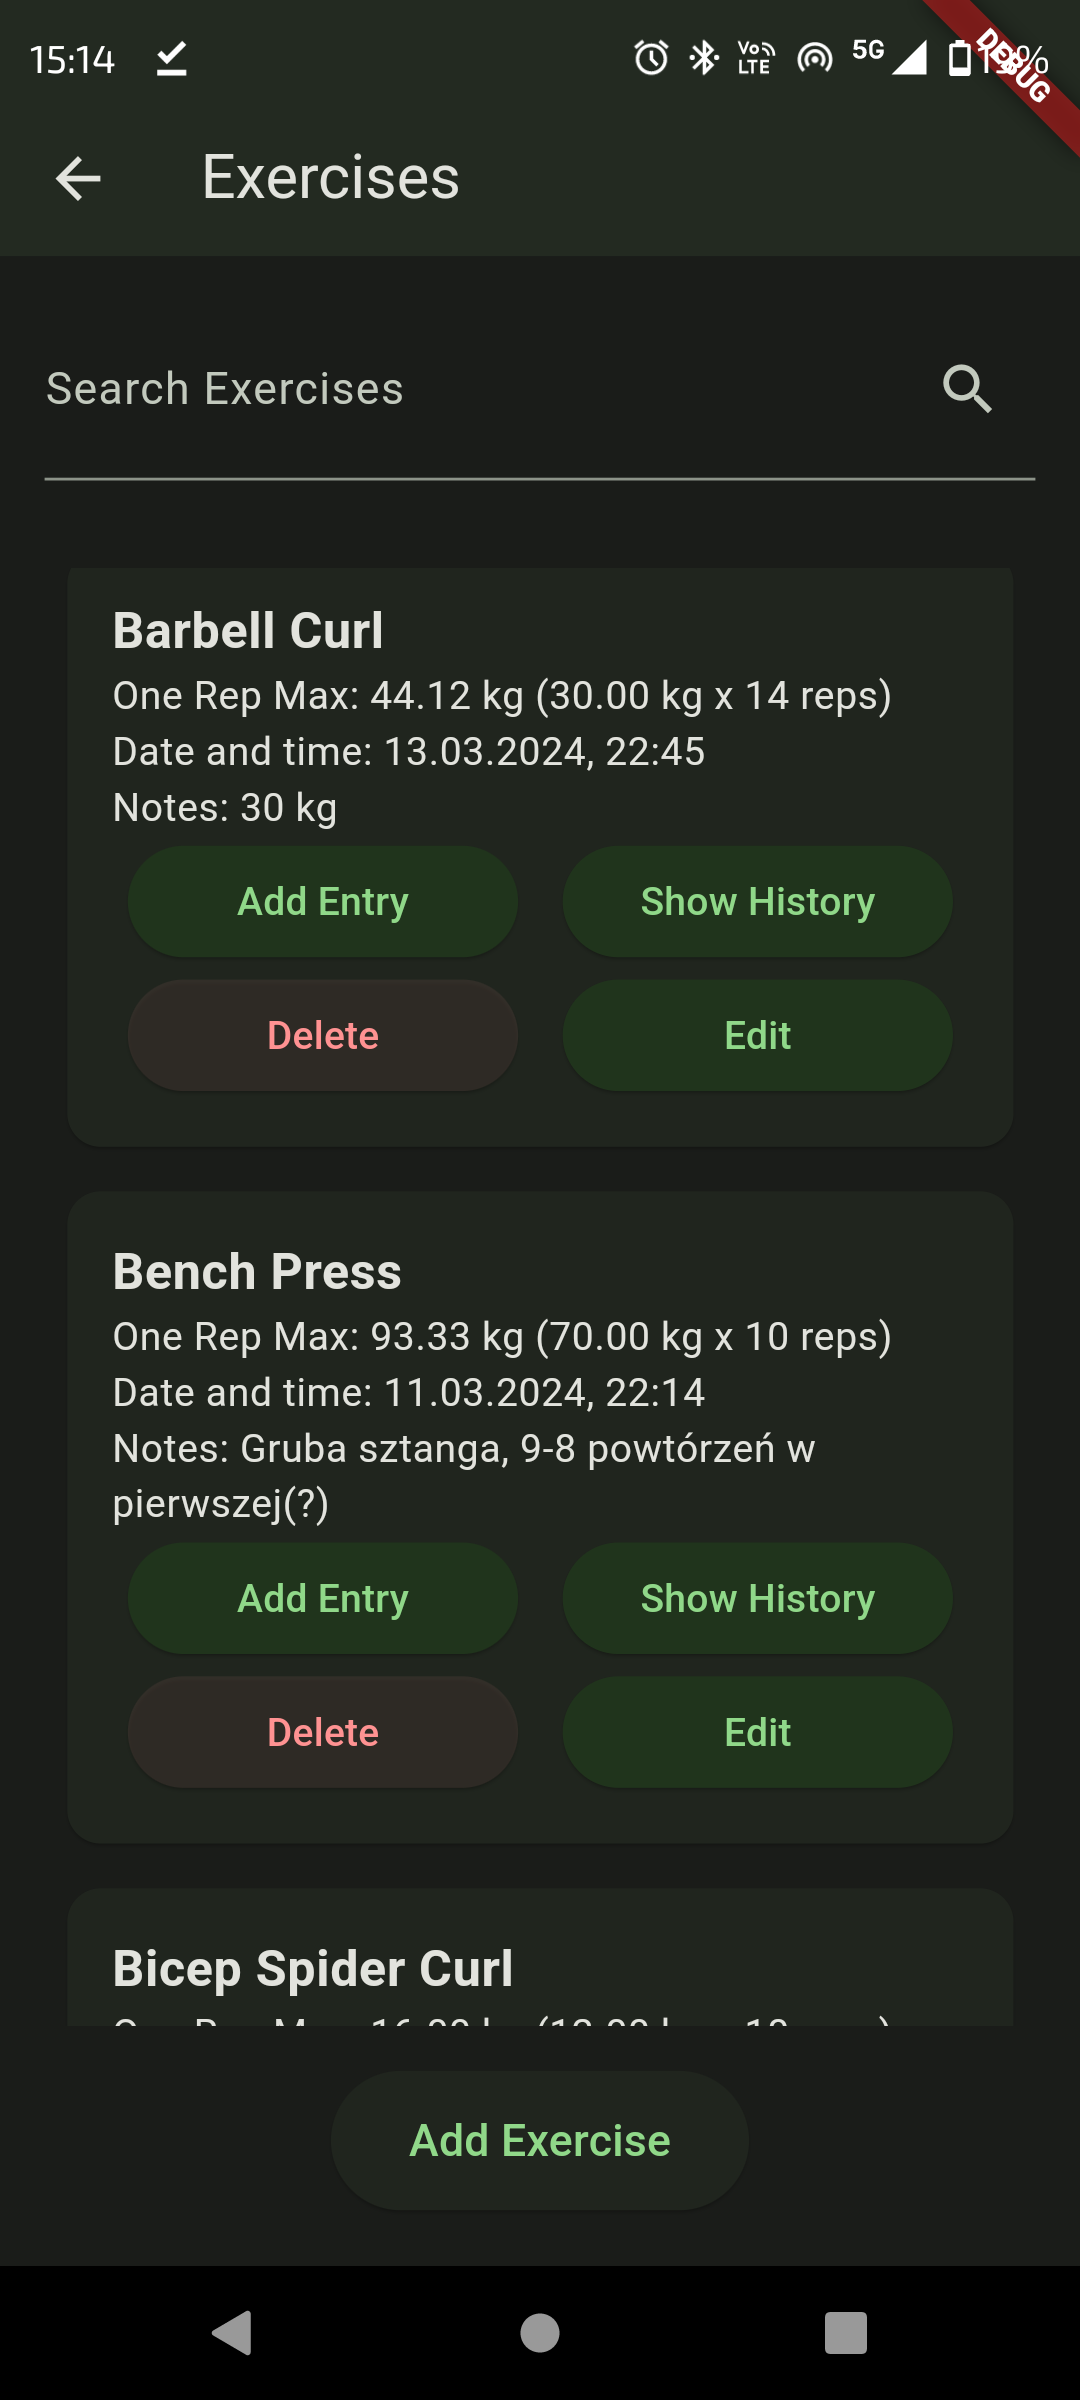 15:14
Vo
LTE
5G
DEBUG
Exercises
Search Exercises
Barbell Curl
One Rep Max: 44.12 kg (30.00 kg x 14 reps)
Date and time: 13.03.2024, 22:45
Notes: 30 kg
Add Entry
Show History
Delete
Edit
Bench Press
One Rep Max: 93.33 kg (70.00 kg x 10 reps)
Date and time: 11.03.2024, 22:14
Notes: Gruba sztanga, 9-8 powtórzeń w
pierwszej(?)
Add Entry
Show History
Delete
Edit
Bicep Spider Curl
One Rep Max:
Add Exercise